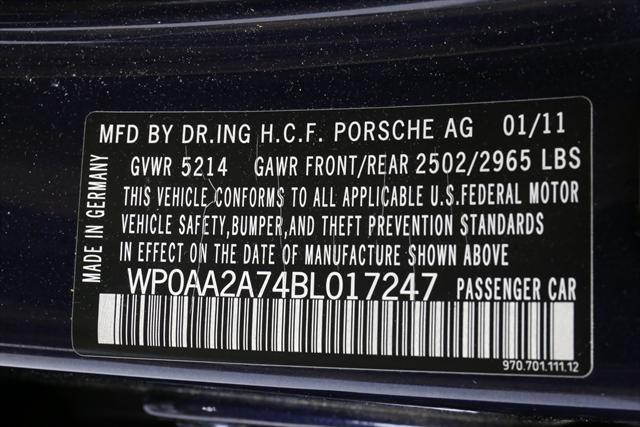 MFD BY DR.ING H.C.F. PORSCHE AG 01/11
GVWR 5214 GAWR FRONT/REAR 2502/2965 LBS
THIS VEHICLE CONFORMS TO ALL APPLICABLE U.S.FEDERAL MOTOR
VEHICLE SAFETY,BUMPER,AND THEFT PREVENTION STANDARDS
IN EFFECT ON THE DATE OF MANUFACTURE SHOWN ABOVE
WP0AA2A74BL017247 PASSENGER CAR
MADE IN GERMANY
970.701.111.12